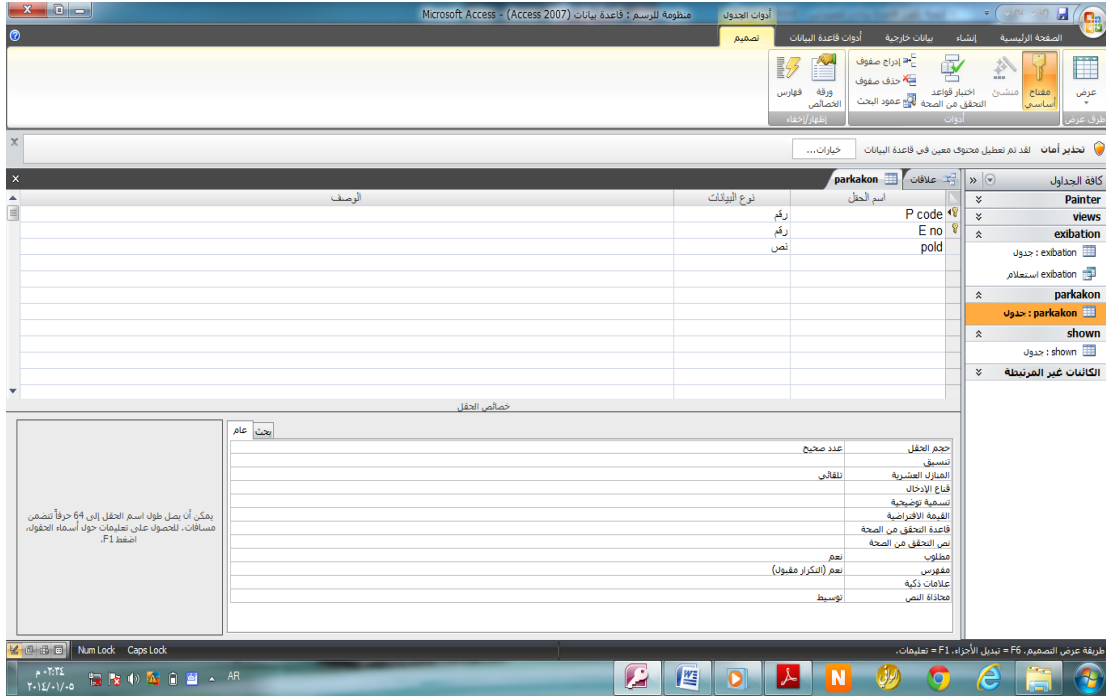 منظومة للرسم : قاعدة بيانات (Access 2007) - Microsoft Access
أدوات الجدول
الصفحة الرئيسية
إنشاء
بيانات خارجية
أدوات قاعدة البيانات
تصميم
عرض
مفتاح أساسي
منشئ
اختبار قواعد التحقق من الصحة
إدراج صفوف
حذف صفوف
عمود البحث
ورقة الخصائص
فهارس
طرق عرض
أدوات
إظهار/إخفاء
تحذير أمان
لقد تم تعطيل محتوى معين في قاعدة البيانات
خيارات...
كافة الجداول
Painter
views
exibation
exibation : جدول
exibation استعلام
parkakon
parkakon : جدول
shown
shown : جدول
الكائنات غير المرتبطة
علاقات
parkakon
اسم الحقل
نوع البيانات
الوصف
P code
رقم
E no
رقم
pold
نص
خصائص الحقل
عام
بحث
حجم الحقل
عدد صحيح
تنسيق
المنازل العشرية
تلقائي
قناع الإدخال
تسمية توضيحية
القيمة الافتراضية
قاعدة التحقق من الصحة
نص التحقق من الصحة
مطلوب
نعم
مفهرس
نعم (التكرار مقبول)
علامات ذكية
محاذاة النص
توسيط
يمكن أن يصل طول اسم الحقل إلى 64 حرفاً تتضمن
مسافات. للحصول على تعليمات حول أسماء الحقول،
اضغط F1.
طريقة عرض التصميم. F6 = تبديل الأجزاء. F1 = تعليمات.
Num Lock
Caps Lock
AR
٠٢:٣٤ م
٢٠١٤/٠١/٠٥